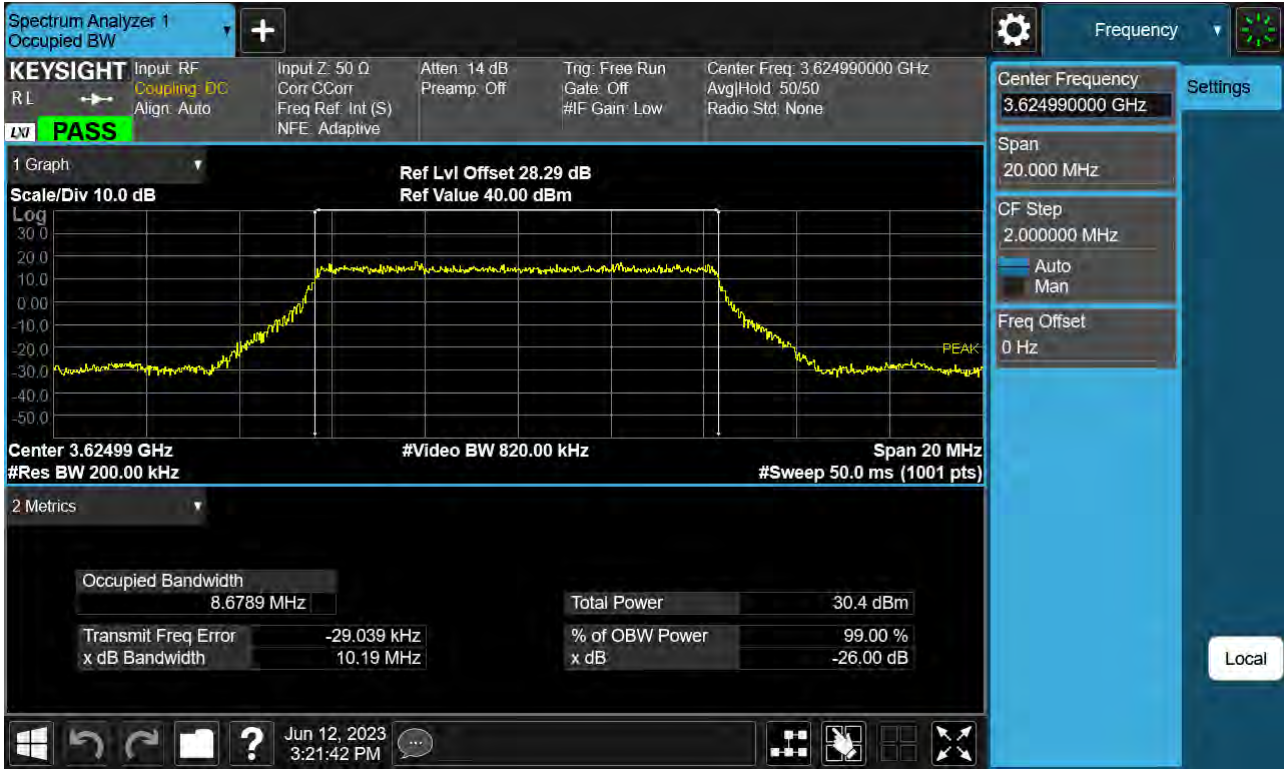 Spectrum Analyzer 1
Occupied BW
+
Frequency
KEYSIGHT
R L
LXI
PASS
Input: RF
Coupling: DC
Align: Auto
Input Z: 50 Ω
Corr CCorr
Freq Ref: Int (S)
NFE: Adaptive
Atten: 14 dB
Preamp: Off
Trig: Free Run
Gate: Off
#IF Gain: Low
Center Freq: 3.624990000 GHz
Avg|Hold: 50/50
Radio Std: None
Center Frequency
3.624990000 GHz
Settings
Span
20.000 MHz
CF Step
2.000000 MHz
Auto
Man
Freq Offset
0 Hz
1 Graph
Scale/Div 10.0 dB
Ref Lvl Offset 28.29 dB
Ref Value 40.00 dBm
Log
30.0
20.0
10.0
0.00
-10.0
-20.0
-30.0
-40.0
-50.0
PEAK
Center 3.62499 GHz
#Res BW 200.00 kHz
#Video BW 820.00 kHz
Span 20 MHz
#Sweep 50.0 ms (1001 pts)
2 Metrics
Occupied Bandwidth
8.6789 MHz
Total Power 30.4 dBm
Transmit Freq Error -29.039 kHz
% of OBW Power 99.00 %
x dB Bandwidth 10.19 MHz
x dB -26.00 dB
Local
?
Jun 12, 2023
3:21:42 PM